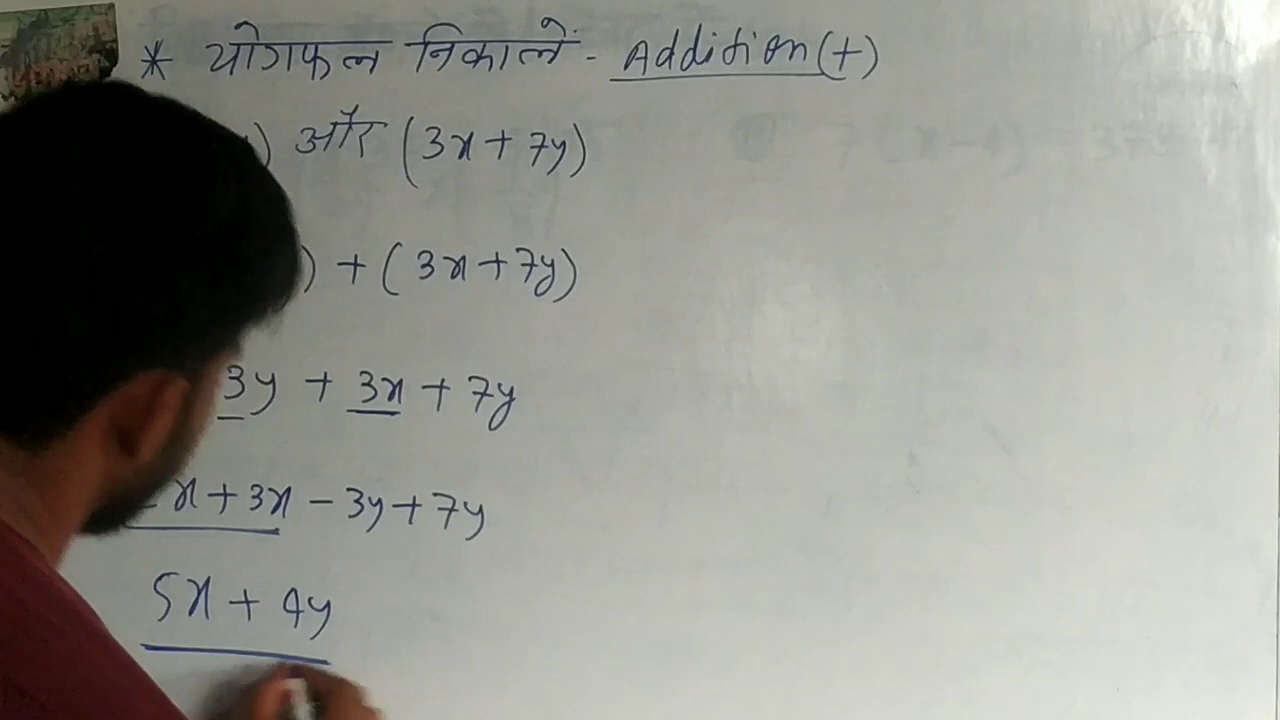 * योगफल निकालें - Addition (+)
) और (3x + 7y)
) + (3x + 7y)
3y + 3x + 7y
x + 3x - 3y + 7y
5x + 4y